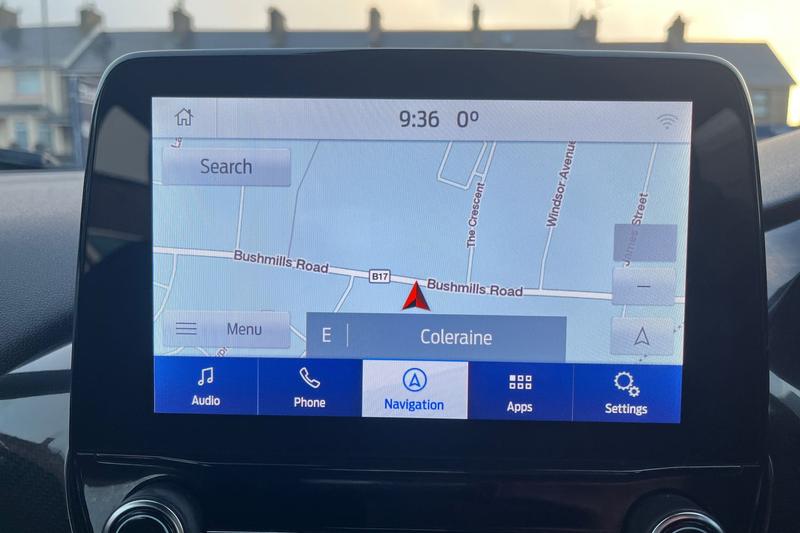 9:36 0º
Search
The Crescent
Windsor Avenue
James Street
Bushmills Road
B17
Bushmills Road
Menu
E
Coleraine
Audio
Phone
Navigation
Apps
Settings